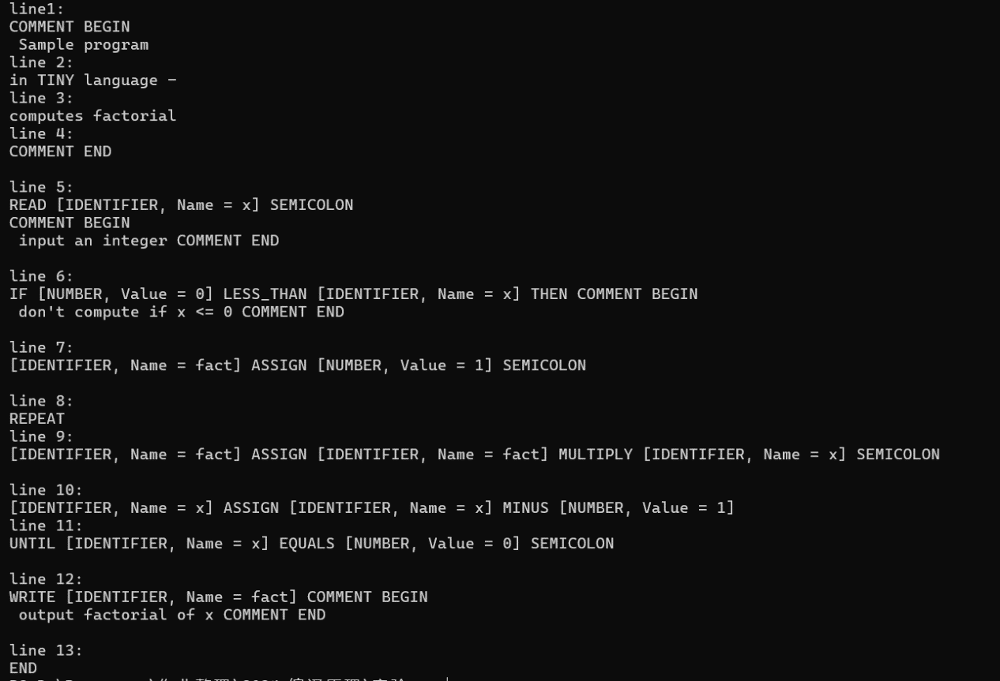 line1:
COMMENT BEGIN
Sample program
line 2:
in TINY language -
line 3:
computes factorial
line 4:
COMMENT END
line 5:
READ [IDENTIFIER, Name = x] SEMICOLON
COMMENT BEGIN
input an integer COMMENT END
line 6:
IF [NUMBER, Value = 0] LESS_THAN [IDENTIFIER, Name = x] THEN COMMENT BEGIN
don't compute if x <= 0 COMMENT END
line 7:
[IDENTIFIER, Name = fact] ASSIGN [NUMBER, Value = 1] SEMICOLON
line 8:
REPEAT
line 9:
[IDENTIFIER, Name = fact] ASSIGN [IDENTIFIER, Name = fact] MULTIPLY [IDENTIFIER, Name = x] SEMICOLON
line 10:
[IDENTIFIER, Name = x] ASSIGN [IDENTIFIER, Name = x] MINUS [NUMBER, Value = 1]
line 11:
UNTIL [IDENTIFIER, Name = x] EQUALS [NUMBER, Value = 0] SEMICOLON
line 12:
WRITE [IDENTIFIER, Name = fact] COMMENT BEGIN
output factorial of x COMMENT END
line 13:
END